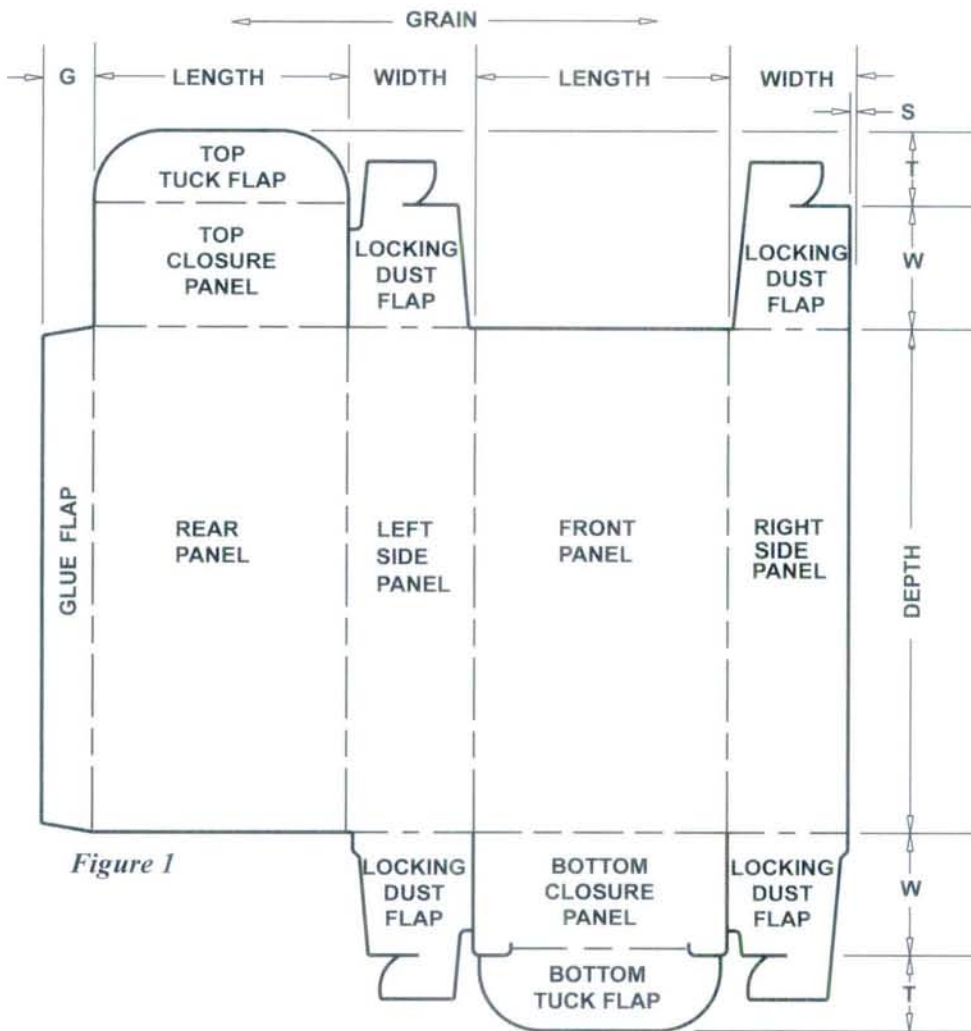 GRAIN
G
LENGTH
WIDTH
LENGTH
WIDTH
S
TOP
TUCK FLAP
T
TOP
CLOSURE
PANEL
LOCKING
DUST
FLAP
LOCKING
DUST
FLAP
W
GLUE FLAP
REAR
PANEL
LEFT
SIDE
PANEL
FRONT
PANEL
RIGHT
SIDE
PANEL
DEPTH
Figure 1
LOCKING
DUST
FLAP
BOTTOM
CLOSURE
PANEL
LOCKING
DUST
FLAP
W
BOTTOM
TUCK FLAP
T